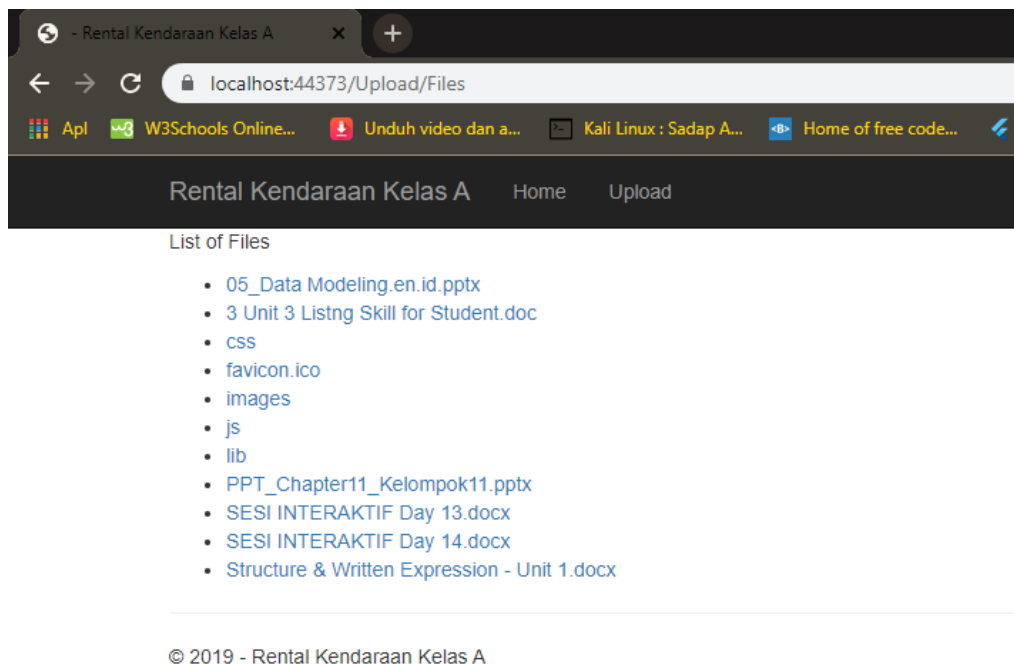 - Rental Kendaraan Kelas A
localhost:44373/Upload/Files
Apl W3Schools Online... Unduh video dan a... >_ Kali Linux : Sadap A... <B> Home of free code...
Rental Kendaraan Kelas A Home Upload
List of Files
• 05_Data Modeling.en.id.pptx
• 3 Unit 3 Listng Skill for Student.doc
• css
• favicon.ico
• images
• js
• lib
• PPT_Chapter11_Kelompok11.pptx
• SESI INTERAKTIF Day 13.docx
• SESI INTERAKTIF Day 14.docx
• Structure & Written Expression - Unit 1.docx
© 2019 - Rental Kendaraan Kelas A